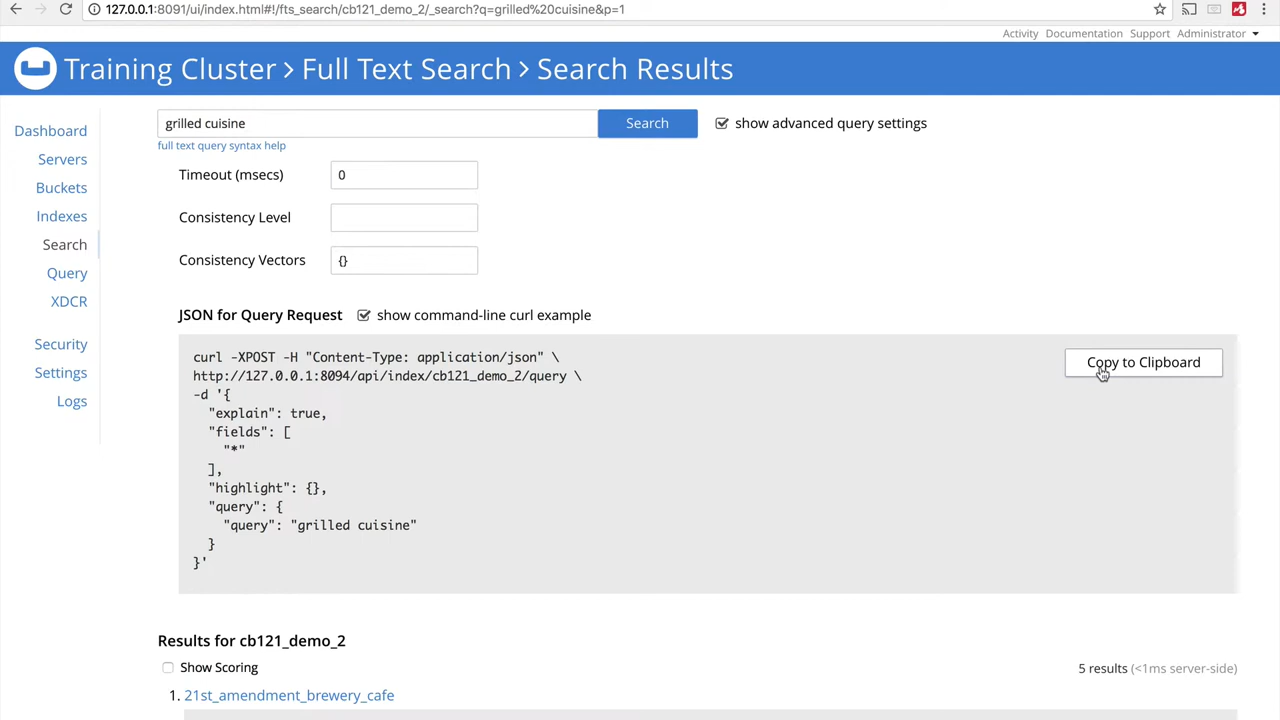 127.0.0.1:8091/ui/index.html#!/fts_search/cb121_demo_2/_search?q=grilled%20cuisine&p=1
Activity Documentation Support Administrator
Training Cluster > Full Text Search > Search Results
grilled cuisine
Search
show advanced query settings
full text query syntax help
Dashboard
Servers
Buckets
Indexes
Search
Query
XDCR
Security
Settings
Logs
Timeout (msecs) 0
Consistency Level
Consistency Vectors {}
JSON for Query Request show command-line curl example
Copy to Clipboard
curl -XPOST -H "Content-Type: application/json" \
http://127.0.0.1:8094/api/index/cb121_demo_2/query \
-d '{
"explain": true,
"fields": [
"*"
],
"highlight": {},
"query": {
"query": "grilled cuisine"
}
}'
Results for cb121_demo_2
Show Scoring
5 results (<1ms server-side)
1. 21st_amendment_brewery_cafe